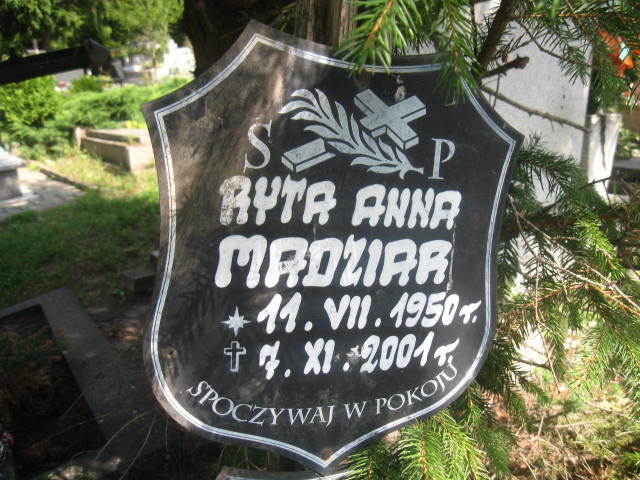 S P
RYTA ANNA
MADZIAR
11. VII. 1950 r.
7. XI. 2001 r.
SPOCZYWAJ W POKOJU